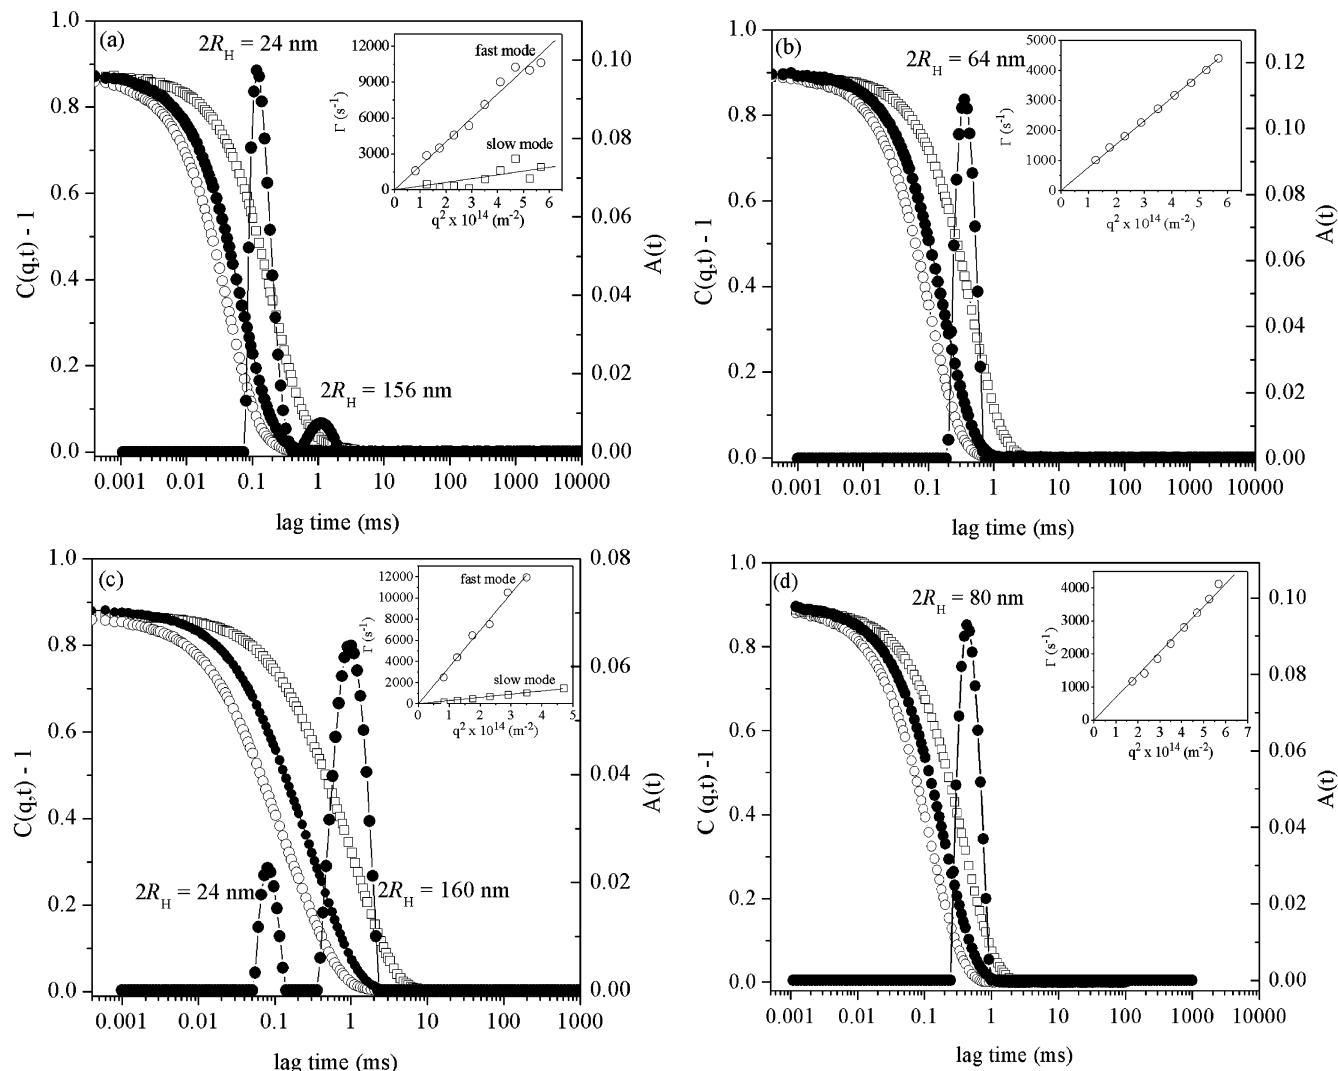 (a)
2R_H = 24 nm
2R_H = 156 nm
1.0
0.8
0.6
0.4
0.2
0.0
C(q,t) - 1
0.10
0.08
0.06
0.04
0.02
0.00
A(t)
0.001 0.01 0.1 1 10 100 1000 10000
lag time (ms)
12000
9000
6000
3000
0
Γ (s⁻¹)
fast mode
slow mode
0 1 2 3 4 5 6
q² x 10¹⁴ (m⁻²)
(b)
2R_H = 64 nm
1.0
0.8
0.6
0.4
0.2
0.0
C(q,t) - 1
0.12
0.10
0.08
0.06
0.04
0.02
0.00
A(t)
0.001 0.01 0.1 1 10 100 1000 10000
lag time (ms)
5000
4000
3000
2000
1000
0
Γ (s⁻¹)
0 1 2 3 4 5 6
q² x 10¹⁴ (m⁻²)
(c)
2R_H = 24 nm
2R_H = 160 nm
1.0
0.8
0.6
0.4
0.2
0.0
C(q,t) - 1
0.08
0.06
0.04
0.02
0.00
A(t)
0.001 0.01 0.1 1 10 100 1000
lag time (ms)
12000
10000
8000
6000
4000
2000
0
Γ (s⁻¹)
fast mode
slow mode
0 1 2 3 4 5
q² x 10¹⁴ (m⁻²)
(d)
2R_H = 80 nm
1.0
0.8
0.6
0.4
0.2
0.0
C (q,t) -1
0.10
0.08
0.06
0.04
0.02
0.00
A(t)
0.001 0.01 0.1 1 10 100 1000 10000
lag time (ms)
4000
3000
2000
1000
0
Γ (s⁻¹)
0 1 2 3 4 5 6 7
q² x 10¹⁴ (m⁻²)